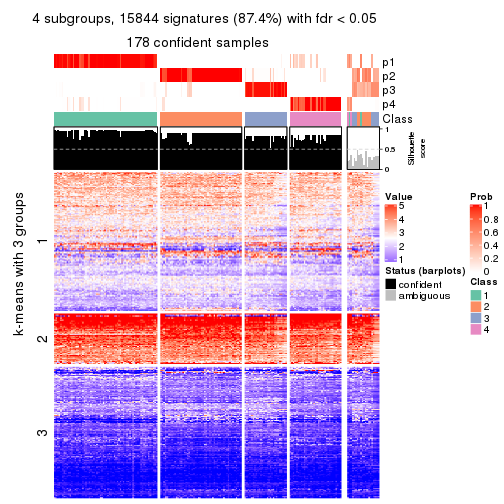 4 subgroups, 15844 signatures (87.4%) with fdr < 0.05
178 confident samples
p1
p2
p3
p4
Class
1
0.5
0
Silhouette
score
k-means with 3 groups
1
2
3
Value
5
4
3
2
1
Status (barplots)
confident
ambiguous
Prob
1
0.8
0.6
0.4
0.2
0
Class
1
2
3
4